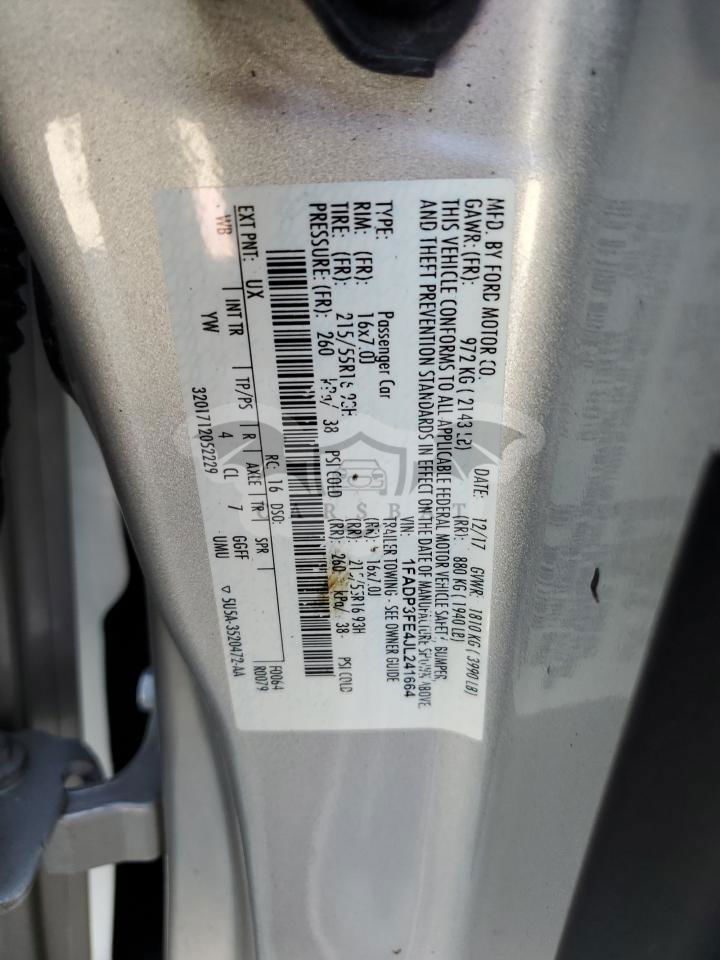 MFD. BY FORD MOTOR CO.
DATE: 12/17 GVWR: 1810 KG ( 3990 LB)
GAWR: (FR): 972 KG ( 2143 LB) (RR): 880 KG ( 1940 LB)
THIS VEHICLE CONFORMS TO ALL APPLICABLE FEDERAL MOTOR VEHICLE SAFETY, BUMPER,
AND THEFT PREVENTION STANDARDS IN EFFECT ON THE DATE OF MANUFACTURE SHOWN ABOVE
VIN: 1FADP3FE4JL241664
TYPE: Passenger Car TRAILER TOWING - SEE OWNER GUIDE
RIM: (FR): 16x7.0J (RR): 16x7.0J
TIRE: (FR): 215/55R16 93H (RR): 215/55R16 93H
PRESSURE: (FR): 260 kPa/ 38 PSI COLD (RR): 260 kPa/ 38 PSI COLD
RC: 16 DSO: F0064
EXT PNT: UX R0079
WB INT TR TP/PS R AXLE TR SPR
YW 4 CL 7 GGFF
UMU
3201712052229 5U5A-3520472-AA